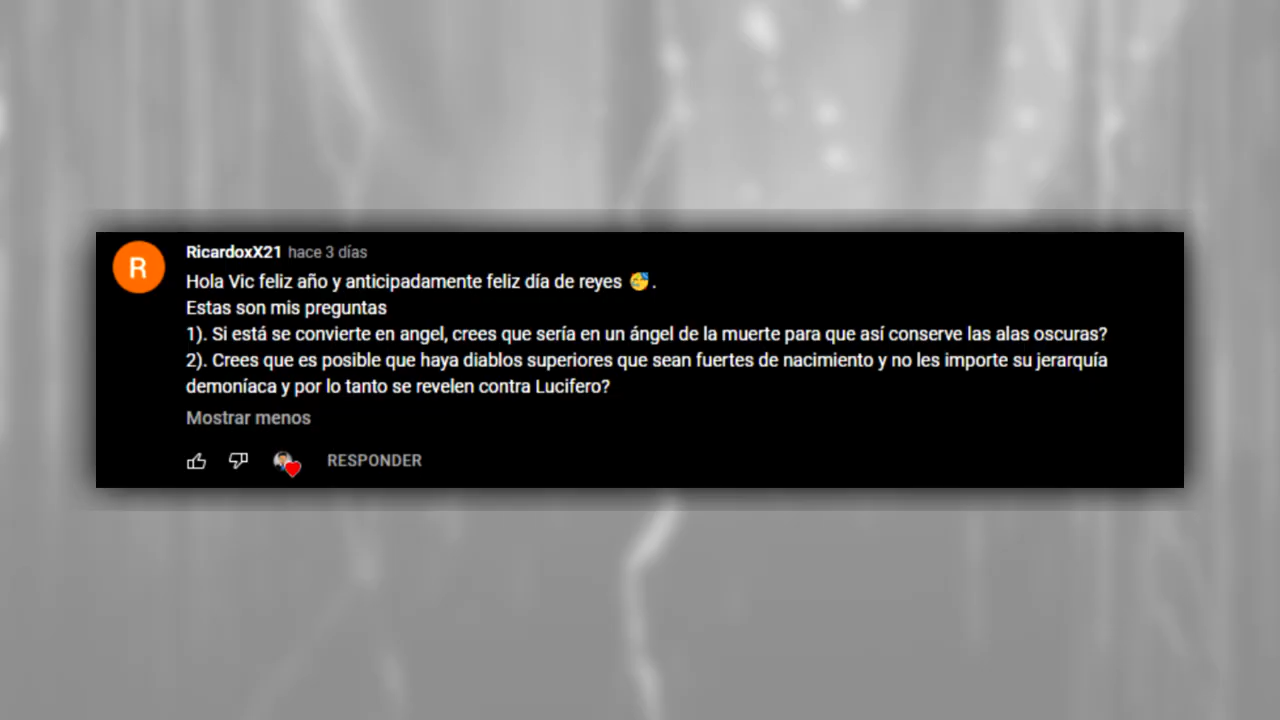 R
RicardoxX21 hace 3 días
Hola Vic feliz año y anticipadamente feliz día de reyes 🥳.
Estas son mis preguntas
1). Si está se convierte en angel, crees que sería en un ángel de la muerte para que así conserve las alas oscuras?
2). Crees que es posible que haya diablos superiores que sean fuertes de nacimiento y no les importe su jerarquía
demoníaca y por lo tanto se revelen contra Lucifero?
Mostrar menos
RESPONDER